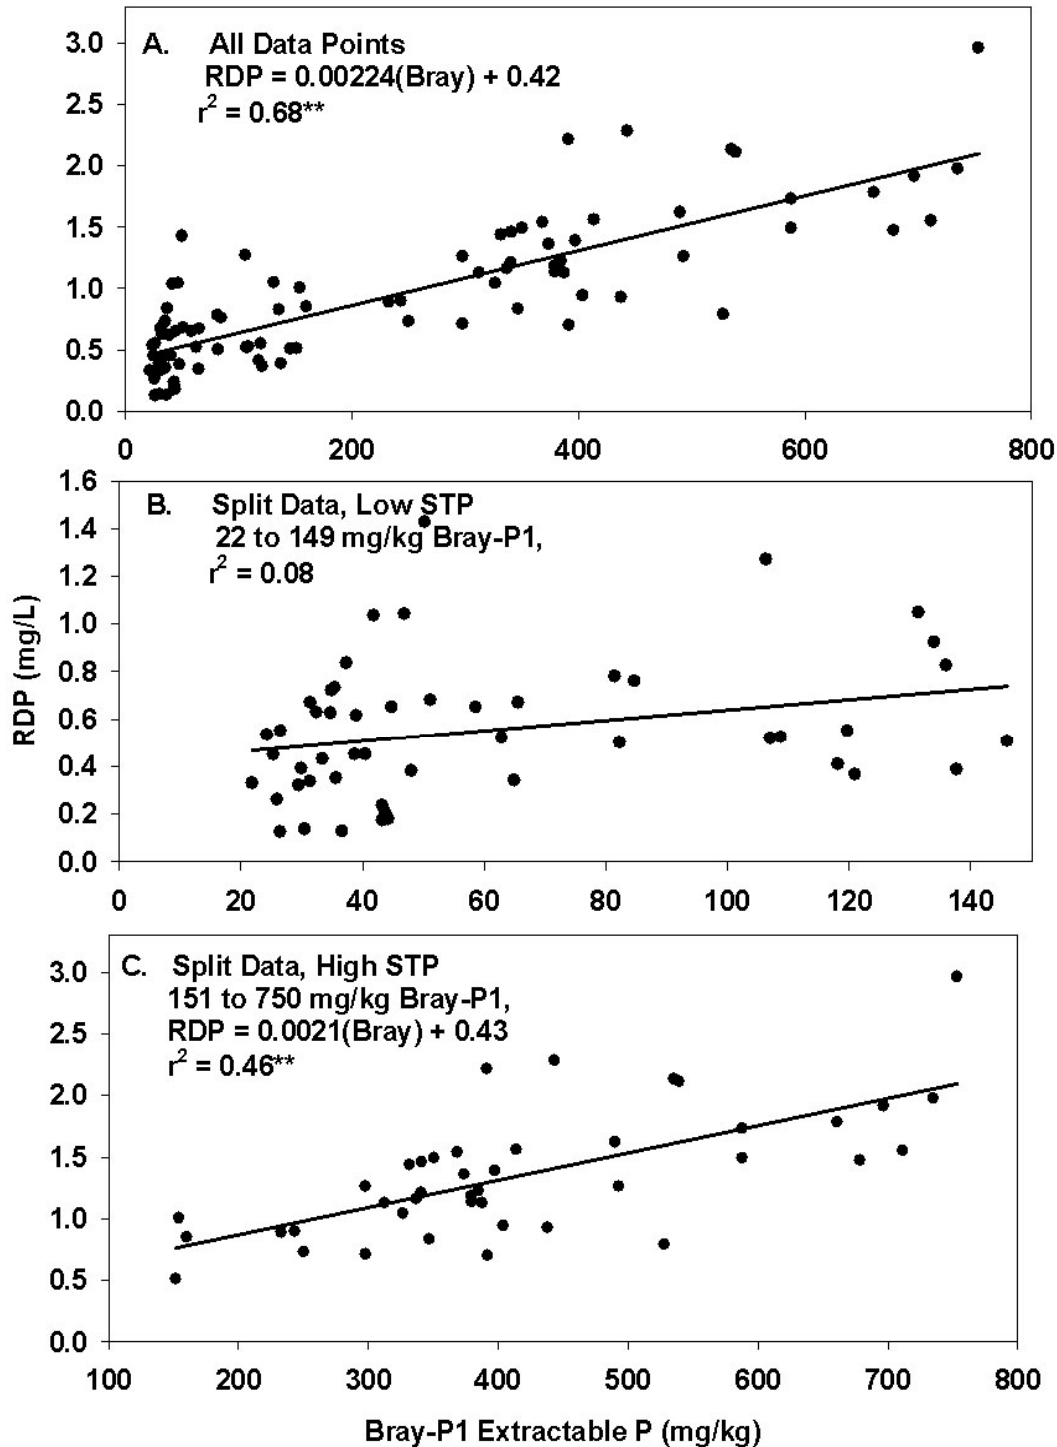 3.0
2.5
2.0
1.5
1.0
0.5
0.0
A. All Data Points
RDP = 0.00224(Bray) + 0.42
r² = 0.68**
0 200 400 600 800
1.6
1.4
1.2
1.0
0.8
0.6
0.4
0.2
0.0
B. Split Data, Low STP
22 to 149 mg/kg Bray-P1,
r² = 0.08
RDP (mg/L)
0 20 40 60 80 100 120 140
3.0
2.5
2.0
1.5
1.0
0.5
0.0
C. Split Data, High STP
151 to 750 mg/kg Bray-P1,
RDP = 0.0021(Bray) + 0.43
r² = 0.46**
100 200 300 400 500 600 700 800
Bray-P1 Extractable P (mg/kg)